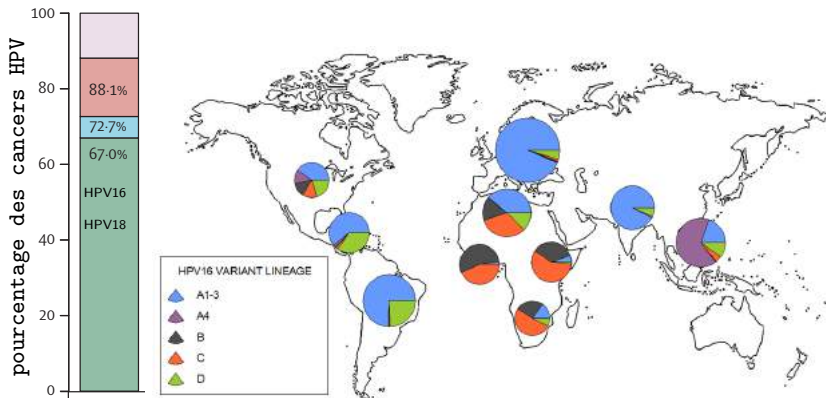 pourcentage des cancers HPV
100
80
60
40
20
0
88·1%
72·7%
67·0%
HPV16
HPV18
HPV16 VARIANT LINEAGE
A1-3
A4
B
C
D